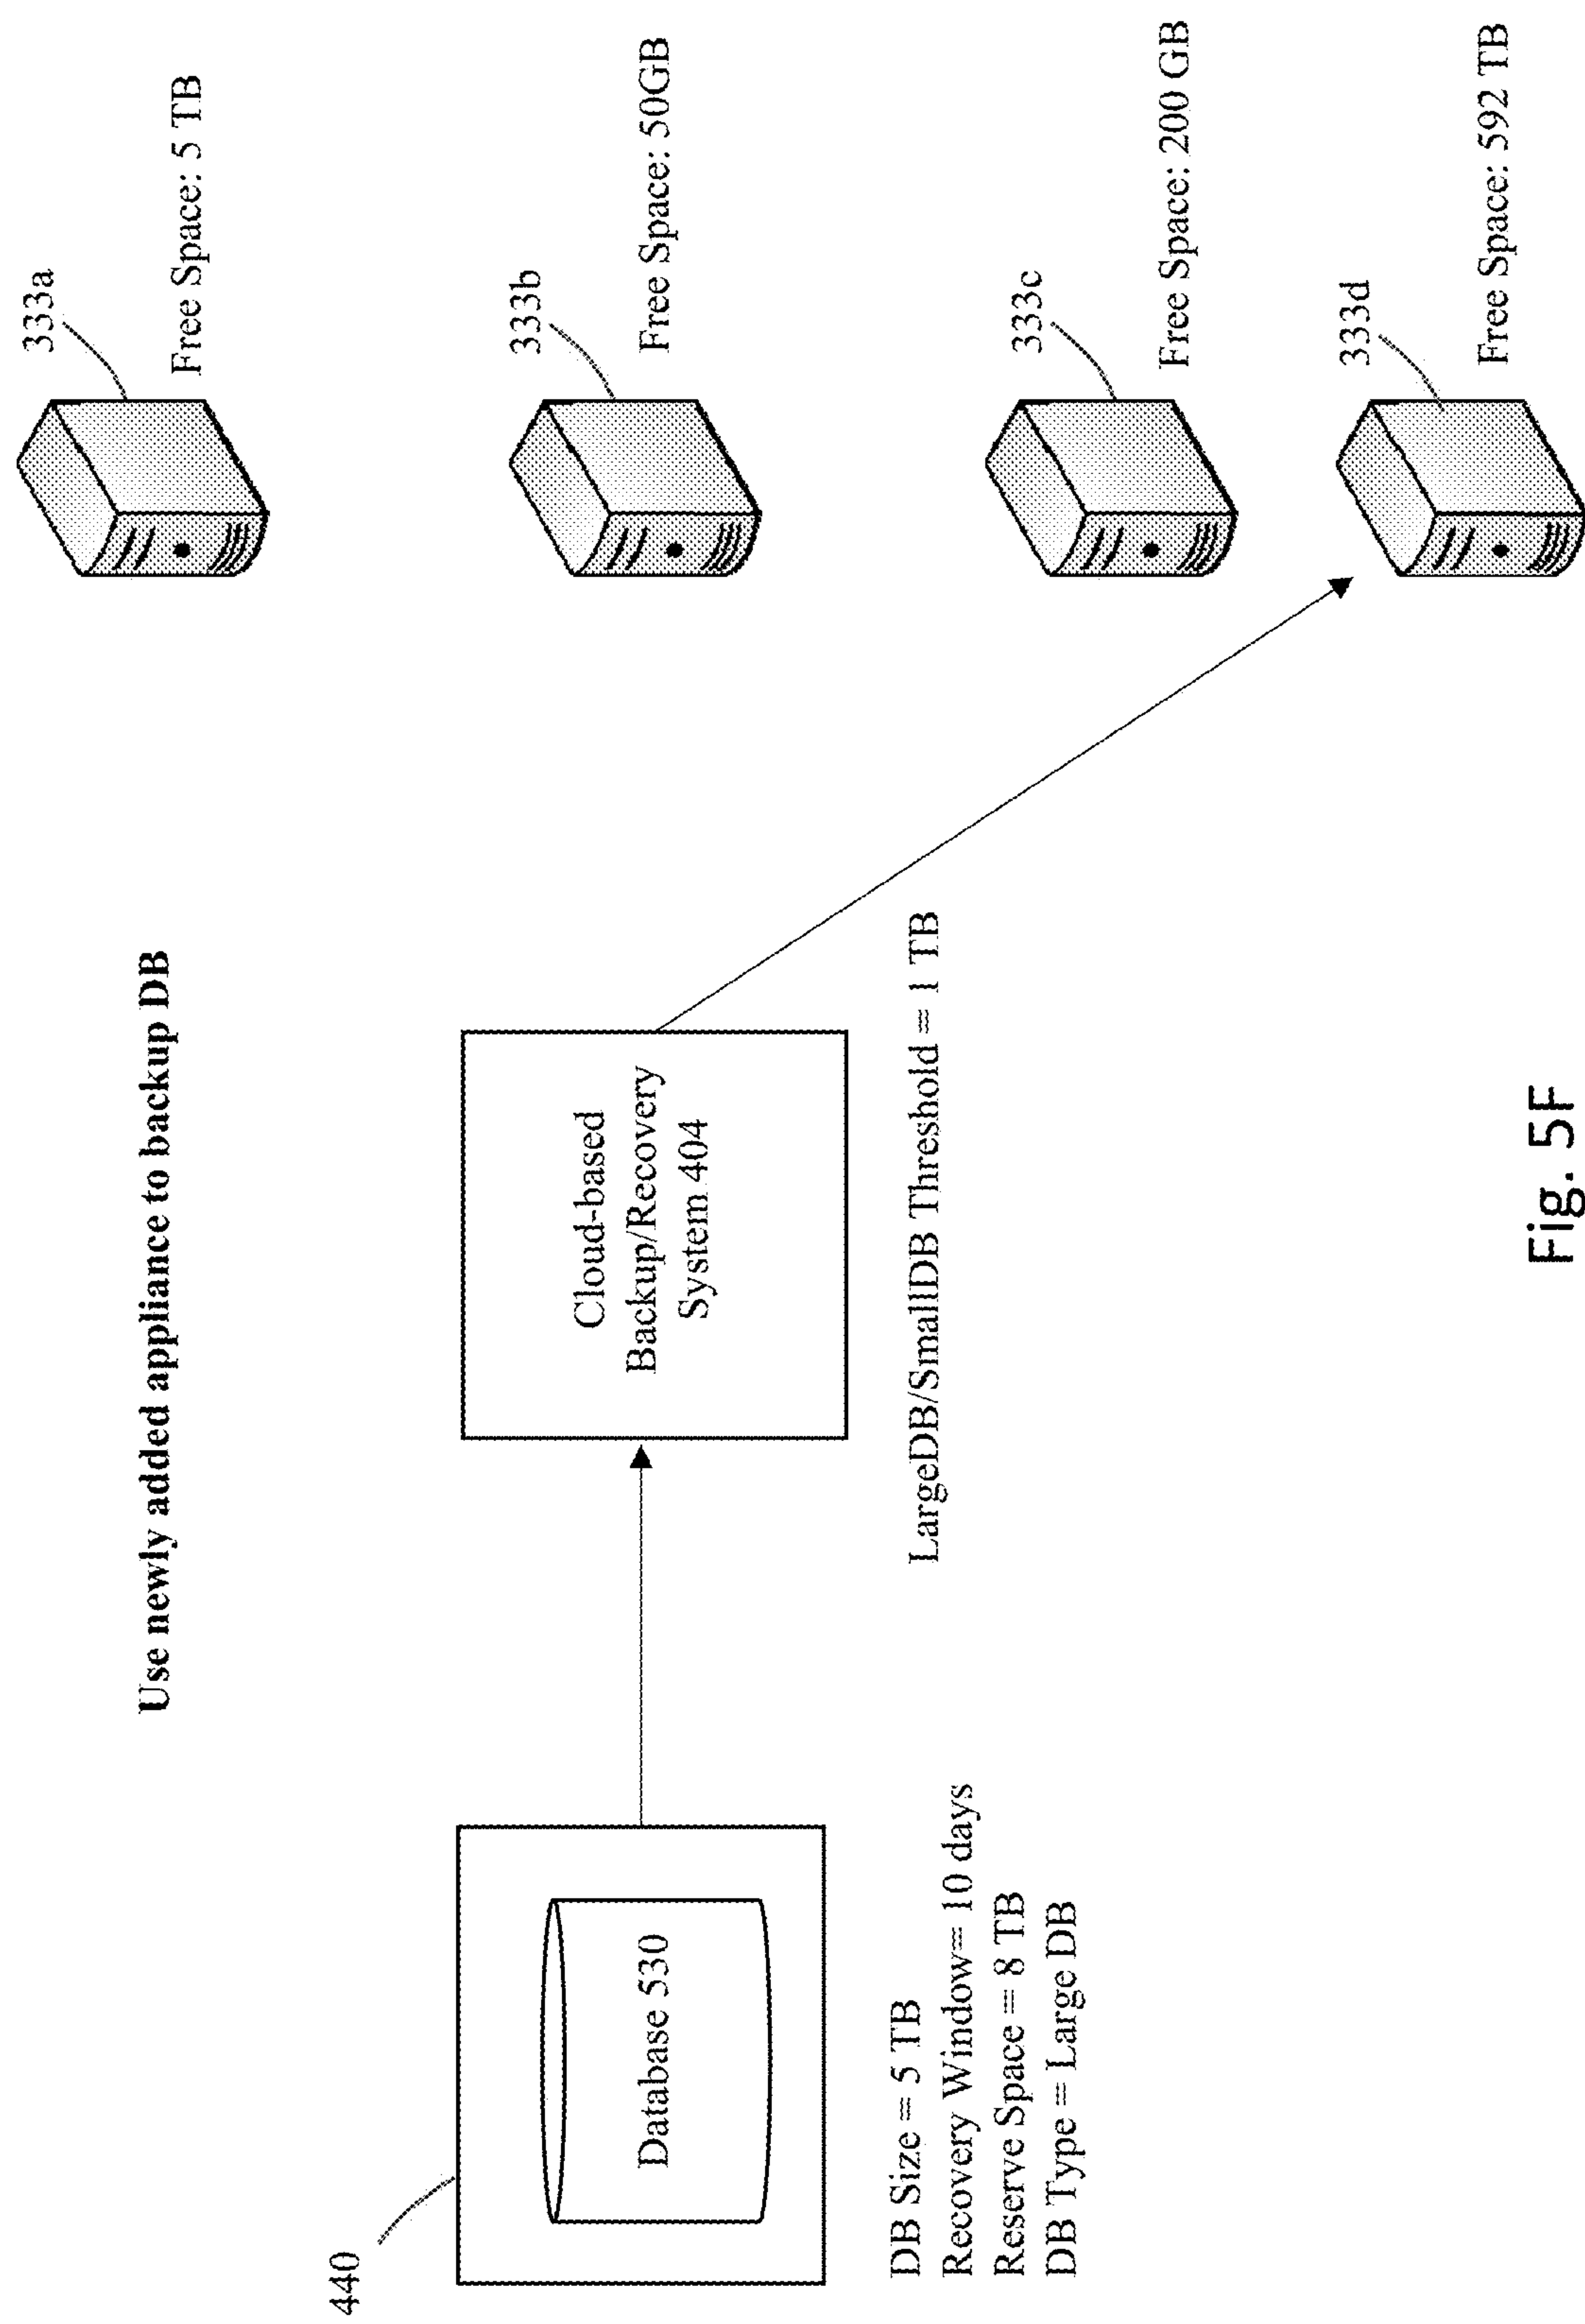 Use newly added appliance to backup DB
440
Database 530
DB Size = 5 TB
Recovery Window= 10 days
Reserve Space = 8 TB
DB Type = Large DB
Cloud-based
Backup/Recovery
System 404
LargeDB/SmallDB Threshold = 1 TB
333a
Free Space: 5 TB
333b
Free Space: 50GB
333c
Free Space: 200 GB
333d
Free Space: 592 TB
Fig. 5F